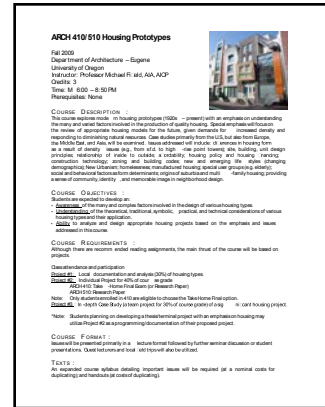 ARCH 410/510 Housing Prototypes
Fall 2009
Department of Architecture – Eugene
University of Oregon
Instructor: Professor Michael Fi eld, AIA, AICP
Credits: 3
Time: M 6:00 – 8:50 PM
Prerequisites: None
COURSE DESCRIPTION:
This course explores mode n housing prototypes (1920s – present) with an emphasis on understanding
the many and varied factors involved in the production of quality housing. Special emphasis will focus on
the review of appropriate housing models for the future, given demands for increased density and
responding to diminishing natural resources. Case studies primarily from the U.S., but also from Europe,
the Middle East, and Asia, will be examined. Issues addressed will include: di erences in housing form
as a result of density issues (e.g., from s.f.d. to high -rise point towers); site, building, unit design
principles; relationship of inside to outside; a ordability; housing policy and housing nancing;
construction technology; zoning and building codes; new and emerging life styles (changing
demographics); New Urbanism; homelessness; manufactured housing; special user groups (e.g. elderly);
social and behavioral factors as form determinants; origins of suburbia and multi -family housing; providing
a sense of community, identity , and memorable image in neighborhood design.
COURSE OBJECTIVES:
Students are expected to develop an:
- Awareness of the many and complex factors involved in the design of various housing types.
- Understanding of the theoretical, traditional, symbolic, practical, and technical considerations of various
housing types and their application.
- Ability to analyze and design appropriate housing projects based on the emphasis and issues
addressed in this course.
COURSE REQUIREMENTS:
Although there are recomm ended reading assignments, the main thrust of the course will be based on
projects.
Class attendance and participation
Project #1: Local documentation and analysis (30%) of housing types
Project #2: Individual Project for 40% of cour se grade
ARCH 410: Take -Home Final Exam (or Research Paper)
ARCH 510: Research Paper
Note: Only students enrolled in 410 are eligible to choose the Take Home Final option.
Project #3: In -depth Case Study (a team project for 30% of course grade) of a sig ni cant housing project.
*Note: Students planning on developing a thesis/terminal project with an emphasis on housing may
utilize Project #2 as a programming/documentation of their proposed project.
COURSE FORMAT:
Issues will be presented primarily in a lecture format followed by further seminar discussion or student
presentations. Guest lecturers and local eld trips will also be utilized.
TEXTS:
An expanded course syllabus detailing important issues will be required (at a nominal costs for
duplicating) and handouts (at costs of duplicating).